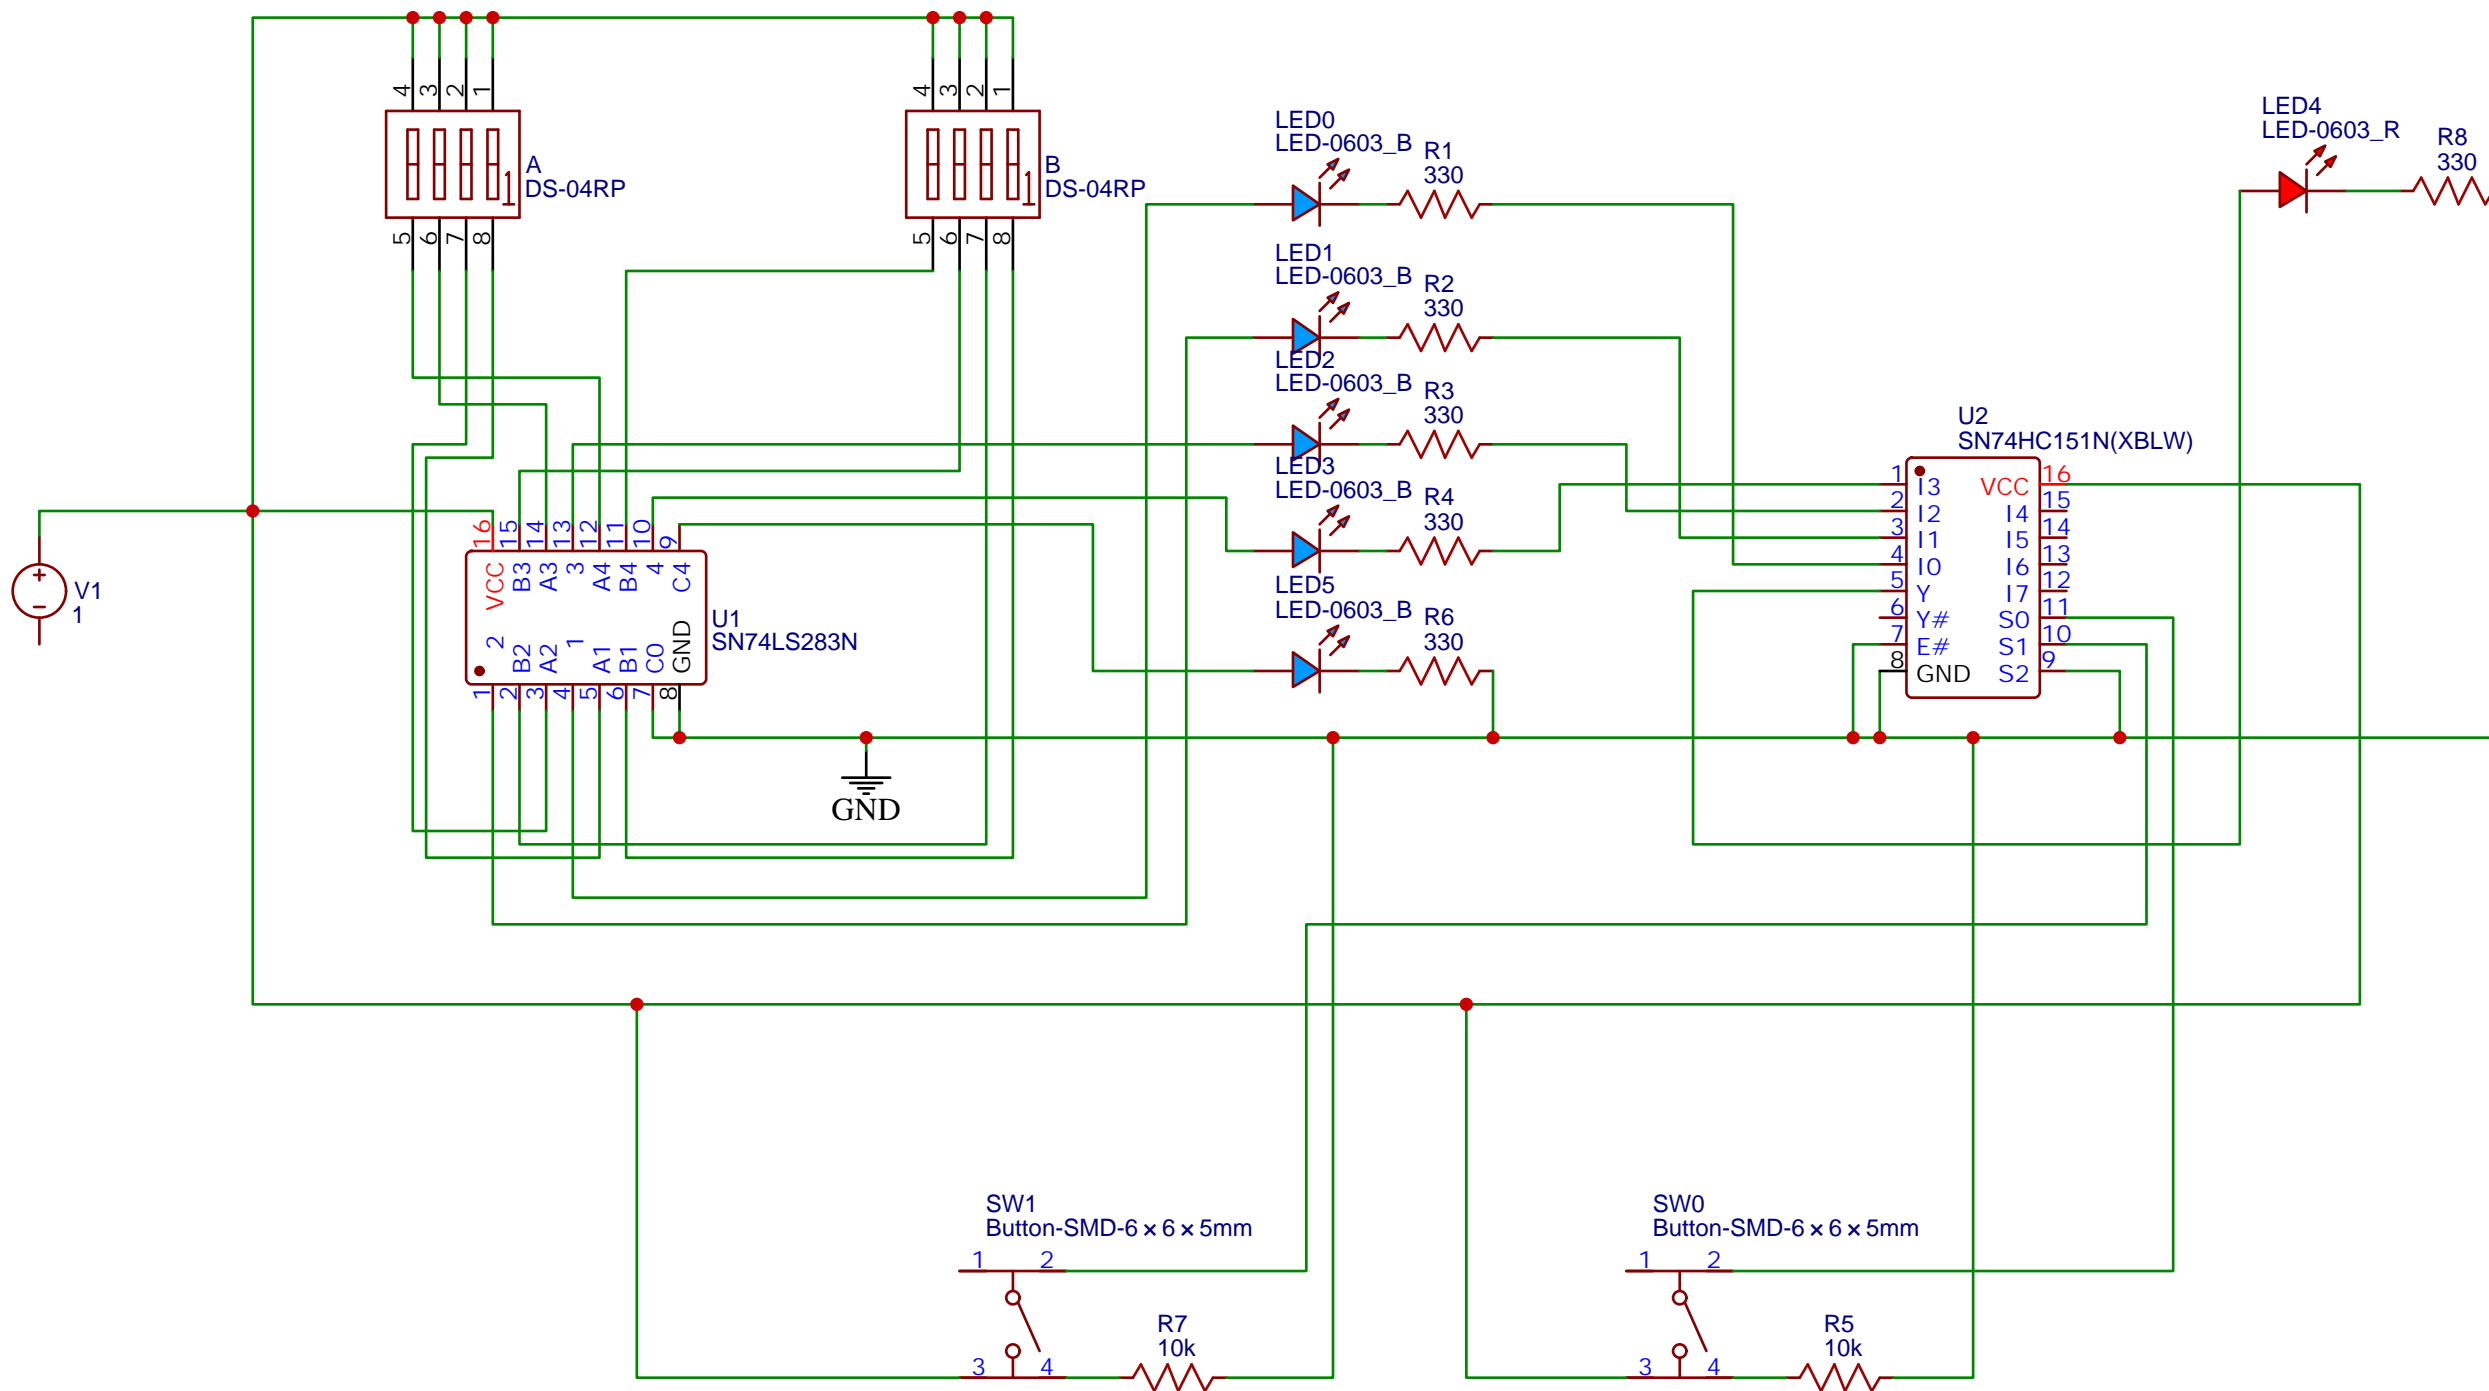 4 3 2 1
A
DS-04RP
1
5 6 7 8
4 3 2 1
B
DS-04RP
1
5 6 7 8
LED0
LED-0603_B
R1
330
LED1
LED-0603_B
R2
330
LED2
LED-0603_B
R3
330
LED3
LED-0603_B
R4
330
LED5
LED-0603_B
R6
330
LED4
LED-0603_R
R8
330
V1
1
16 15 14 13 12 11 10 9
VCC B3 A3 3 A4 B4 4 C4
2 B2 A2 1 A1 B1 C0 GND
1 2 3 4 5 6 7 8
U1
SN74LS283N
GND
U2
SN74HC151N(XBLW)
1 I3 VCC 16
2 I2 I4 15
3 I1 I5 14
4 I0 I6 13
5 Y I7 12
6 Y# S0 11
7 E# S1 10
8 GND S2 9
SW1
Button-SMD-6×6×5mm
1 2
3 4
R7
10k
SW0
Button-SMD-6×6×5mm
1 2
3 4
R5
10k